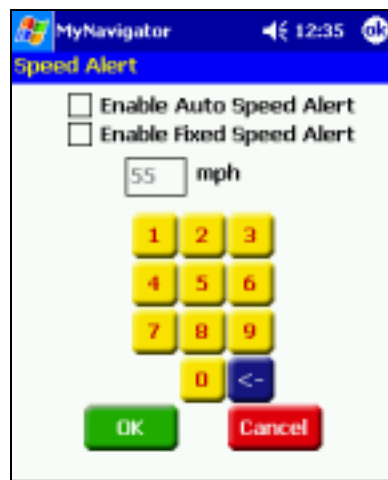 MyNavigator 12:35 ok
Speed Alert
Enable Auto Speed Alert
Enable Fixed Speed Alert
55 mph
1 2 3
4 5 6
7 8 9
0 <-
OK Cancel